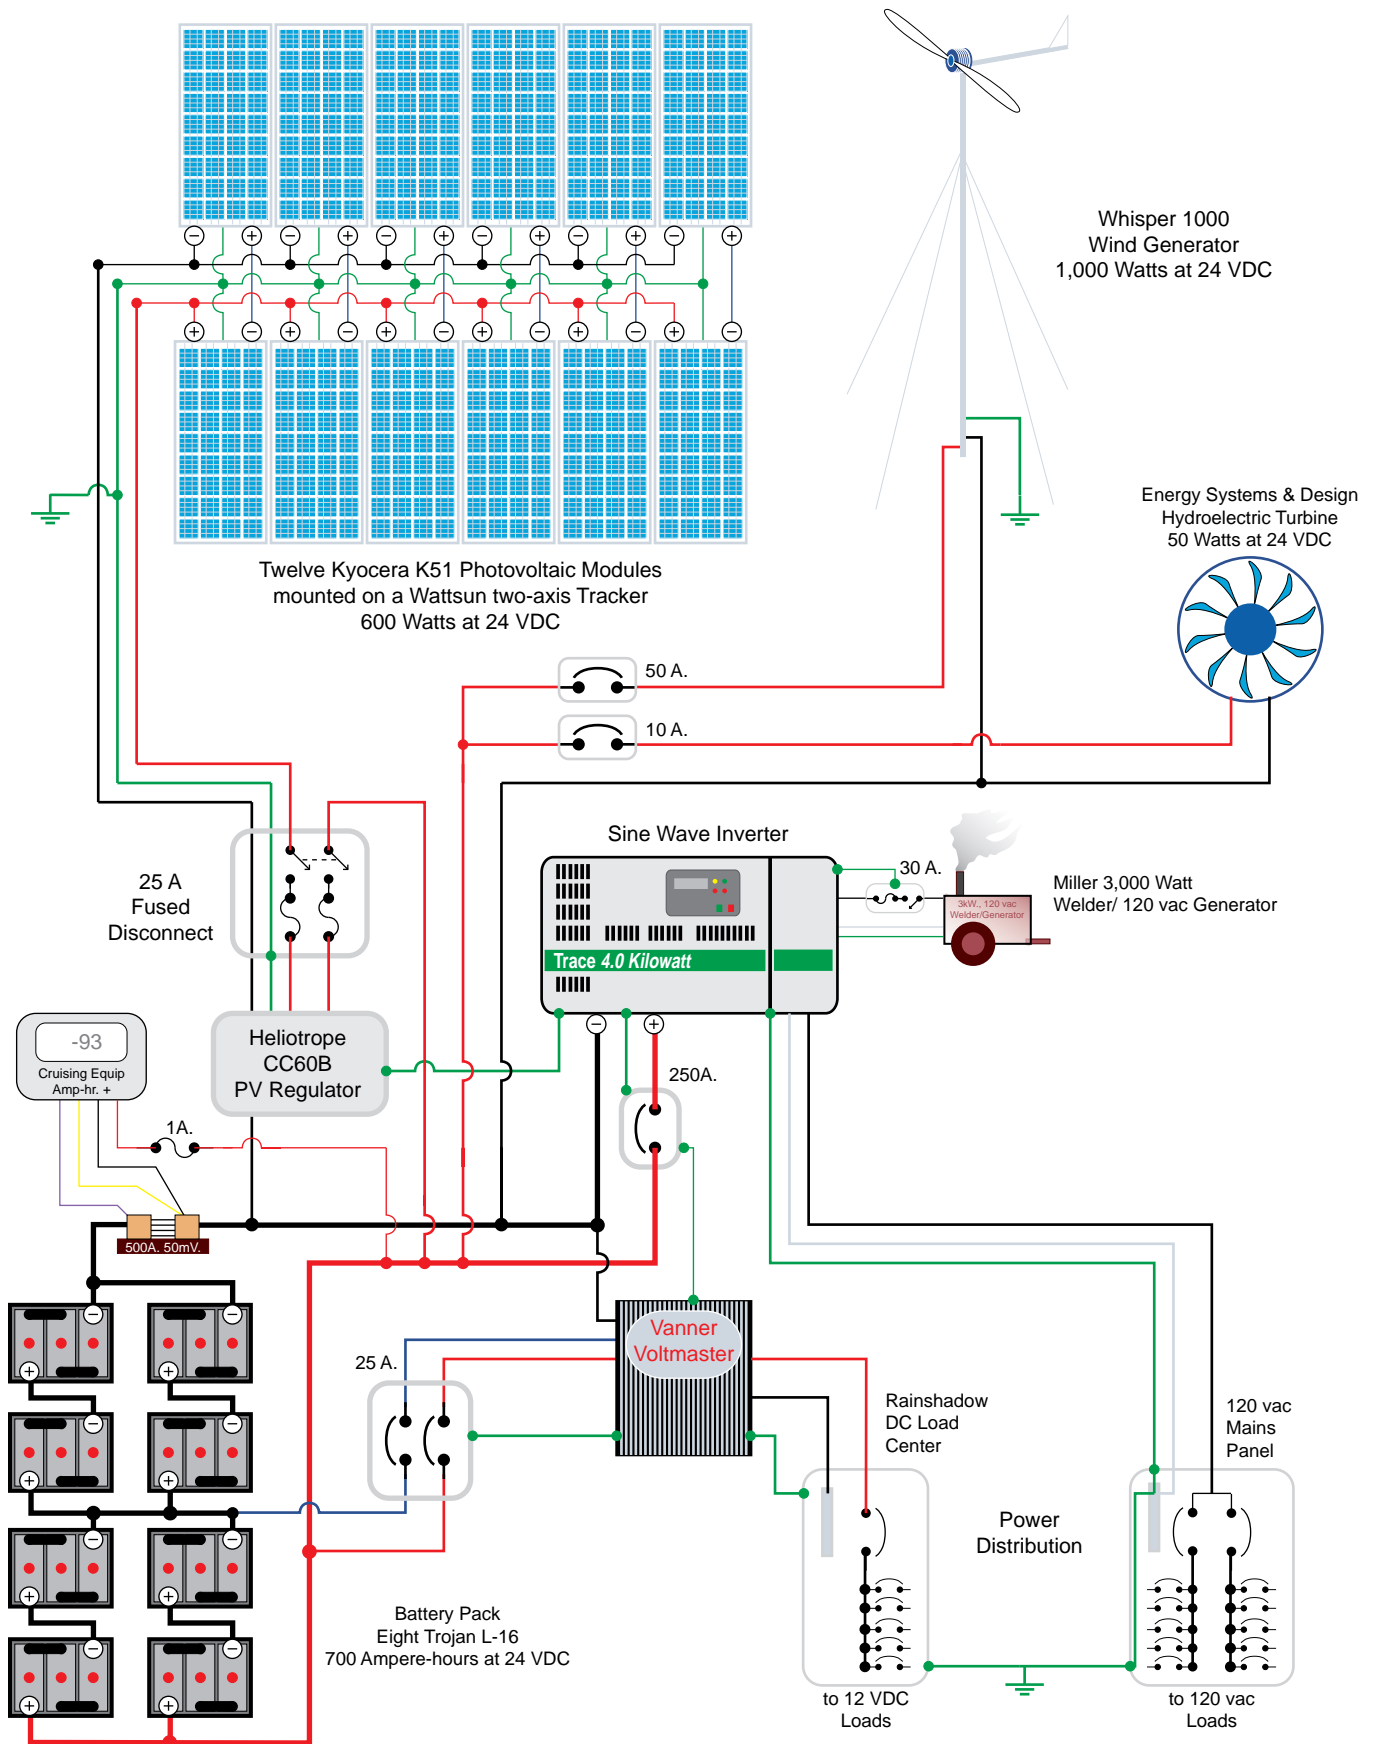 Whisper 1000
Wind Generator
1,000 Watts at 24 VDC
Energy Systems & Design
Hydroelectric Turbine
50 Watts at 24 VDC
Twelve Kyocera K51 Photovoltaic Modules
mounted on a Wattsun two-axis Tracker
600 Watts at 24 VDC
50 A.
10 A.
Sine Wave Inverter
25 A
Fused
Disconnect
30 A.
3kW., 120 vac
Welder/Generator
Miller 3,000 Watt
Welder/ 120 vac Generator
Trace 4.0 Kilowatt
-93
Cruising Equip
Amp-hr. +
Heliotrope
CC60B
PV Regulator
250A.
1A.
500A. 50mV.
Vanner
Voltmaster
25 A.
Rainshadow
DC Load
Center
120 vac
Mains
Panel
Power
Distribution
Battery Pack
Eight Trojan L-16
700 Ampere-hours at 24 VDC
to 12 VDC
Loads
to 120 vac
Loads